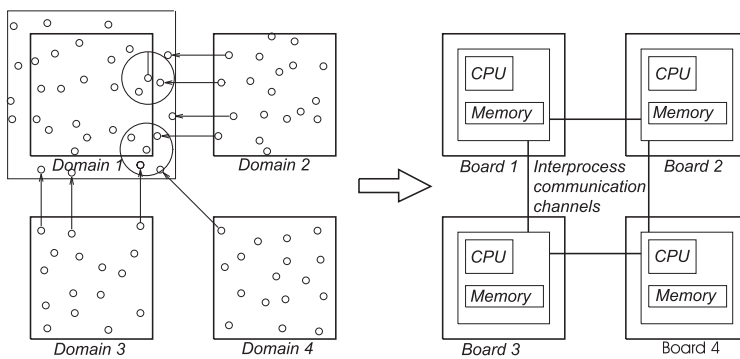 Domain 1
Domain 2
Domain 3
Domain 4
CPU
Memory
Board 1
CPU
Memory
Board 2
Interprocess
communication
channels
CPU
Memory
Board 3
CPU
Memory
Board 4